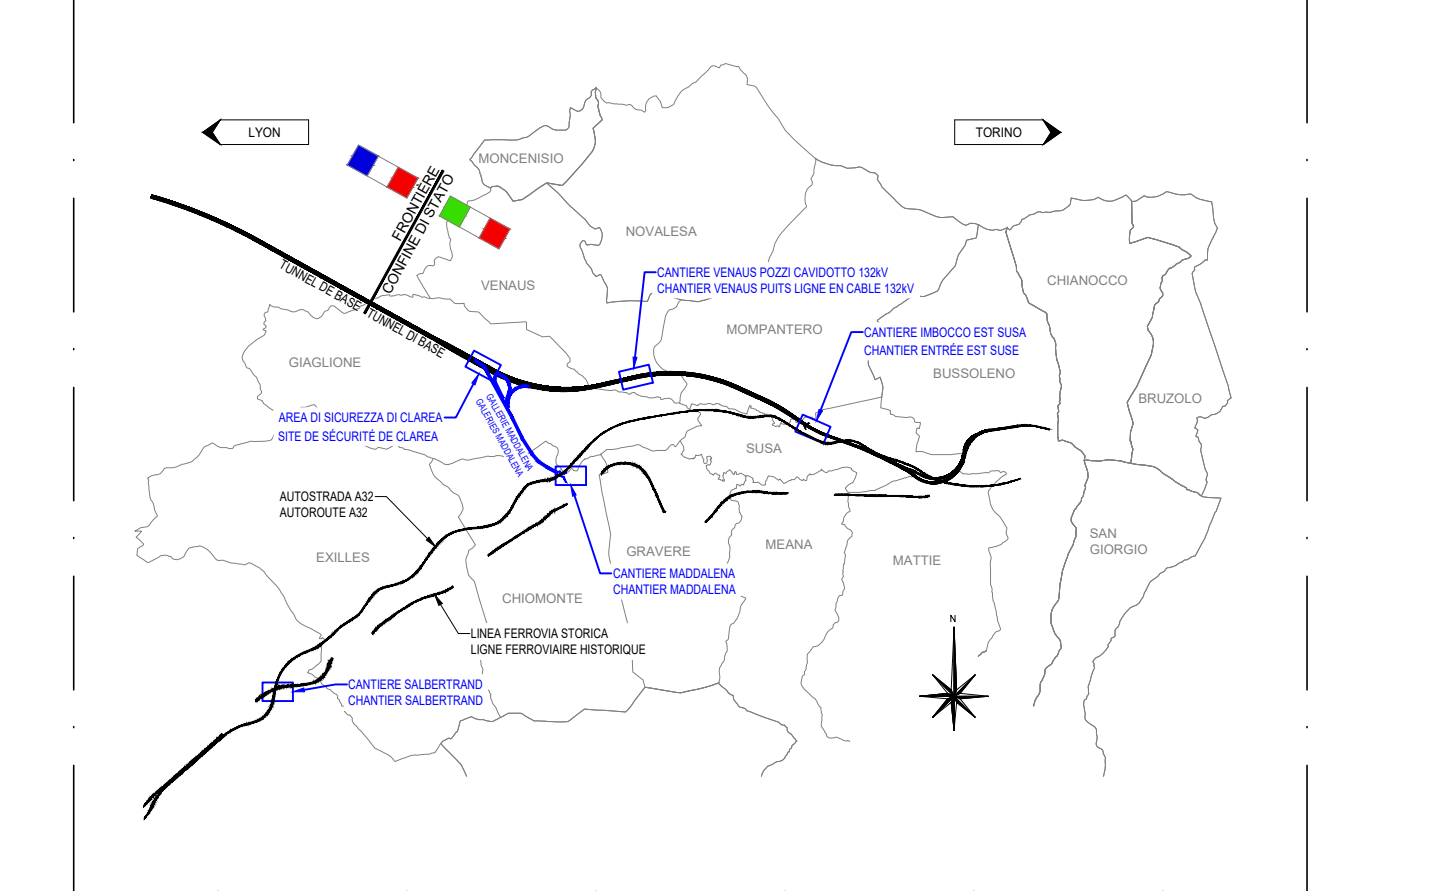 LYON
TORINO
MONCENISIO
FRONTIÈRE
CONFINE DI STATO
NOVALESA
VENAUS
CANTIERE VENAUS POZZI CAVIDOTTO 132kV
CHANTIER VENAUS PUITS LIGNE EN CABLE 132kV
CHIANOCCO
TUNNEL DE BASE
TUNNEL DI BASE
MOMPANTERO
CANTIERE IMBOCCO EST SUSA
CHANTIER ENTRÉE EST SUSE
GIAGLIONE
BUSSOLENO
BRUZOLO
AREA DI SICUREZZA DI CLAREA
SITE DE SÉCURITÉ DE CLAREA
GALLERIE MADDALENA
GALERIES MADDALENA
SUSA
AUTOSTRADA A32
AUTOROUTE A32
EXILLES
GRAVERE
MEANA
MATTIE
SAN
GIORGIO
CANTIERE MADDALENA
CHANTIER MADDALENA
CHIOMONTE
N
LINEA FERROVIA STORICA
LIGNE FERROVIAIRE HISTORIQUE
CANTIERE SALBERTRAND
CHANTIER SALBERTRAND